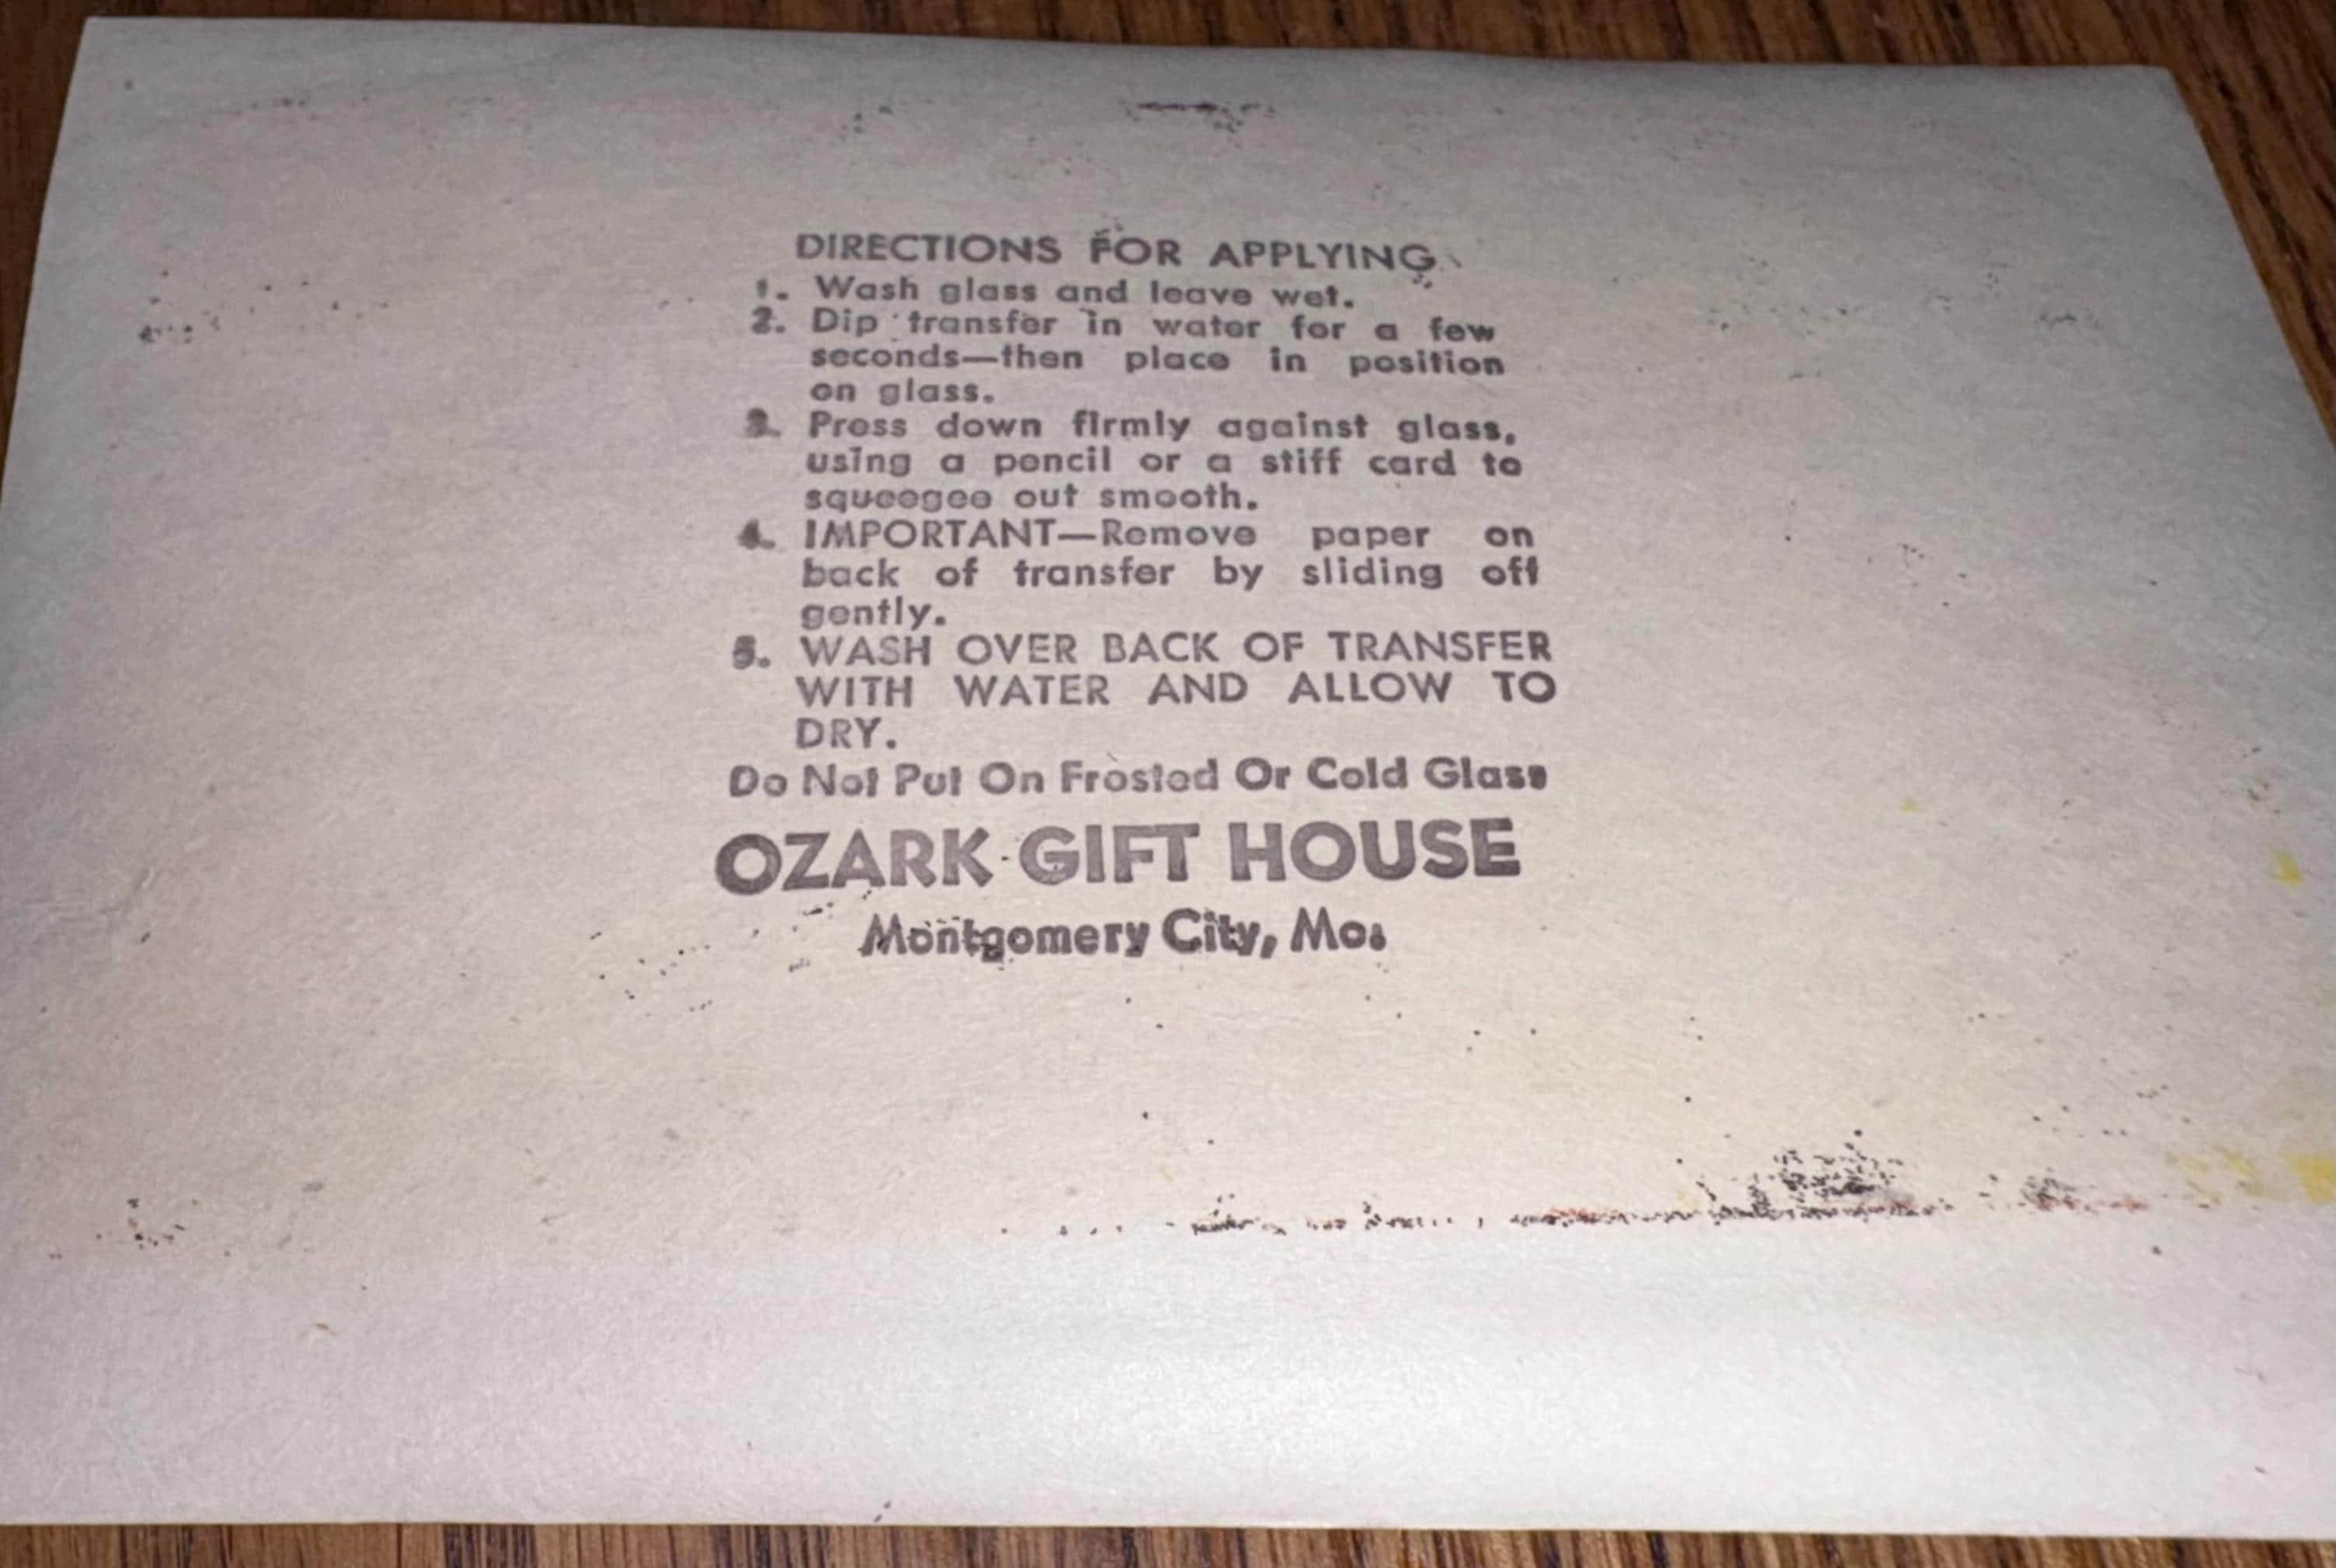 DIRECTIONS FOR APPLYING
1. Wash glass and leave wet.
2. Dip transfer in water for a few
seconds—then place in position
on glass.
3. Press down firmly against glass,
using a pencil or a stiff card to
squeegee out smooth.
4. IMPORTANT—Remove paper on
back of transfer by sliding off
gently.
5. WASH OVER BACK OF TRANSFER
WITH WATER AND ALLOW TO
DRY.
Do Not Put On Frosted Or Cold Glass
OZARK GIFT HOUSE
Montgomery City, Mo.